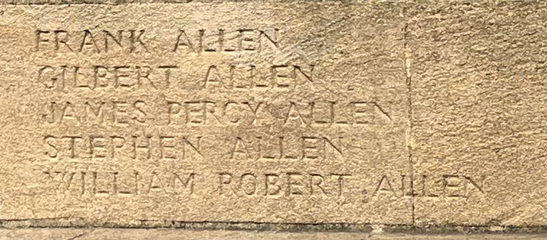 FRANK ALLEN
GILBERT ALLEN
JAMES PERCY ALLEN
STEPHEN ALLEN
WILLIAM ROBERT ALLEN